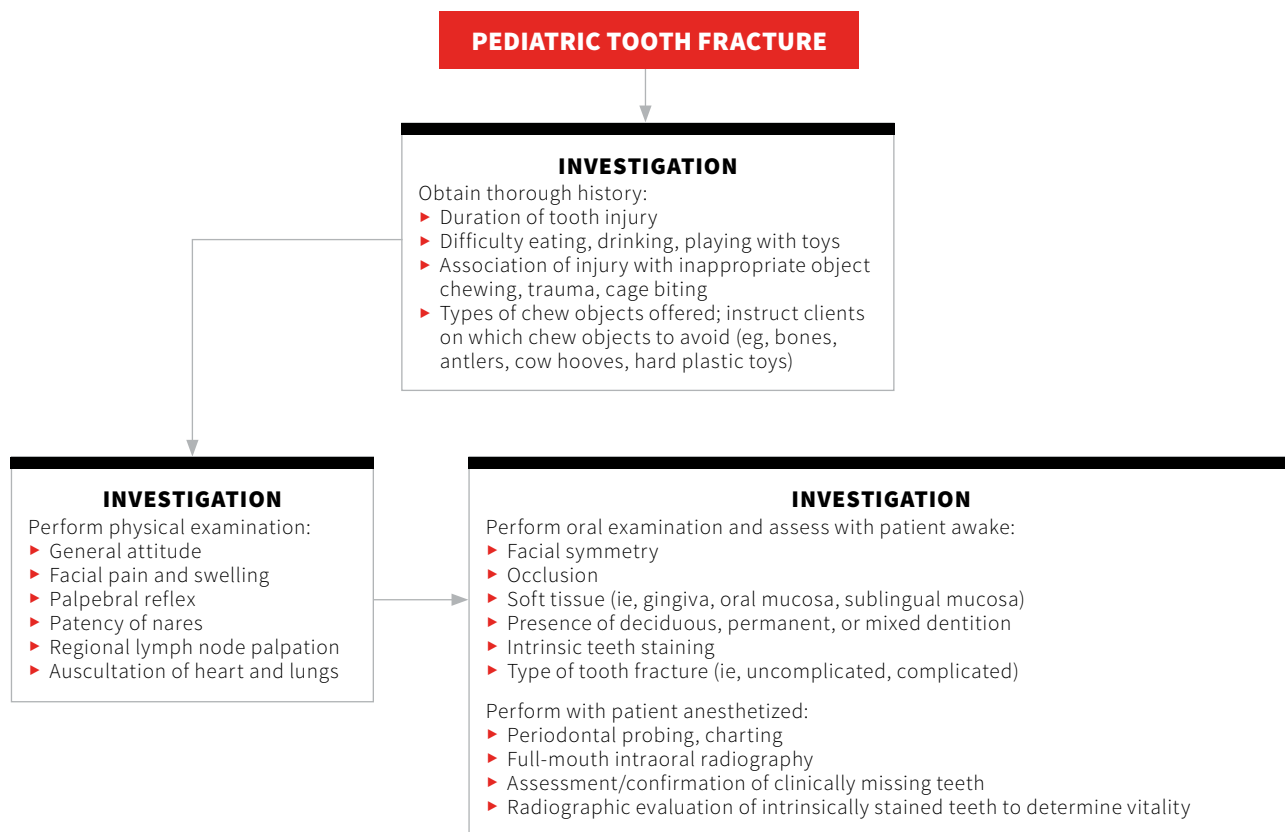 PEDIATRIC TOOTH FRACTURE
INVESTIGATION
Obtain thorough history:
▶ Duration of tooth injury
▶ Difficulty eating, drinking, playing with toys
▶ Association of injury with inappropriate object
chewing, trauma, cage biting
▶ Types of chew objects offered; instruct clients
on which chew objects to avoid (eg, bones,
antlers, cow hooves, hard plastic toys)
INVESTIGATION
Perform physical examination:
▶ General attitude
▶ Facial pain and swelling
▶ Palpebral reflex
▶ Patency of nares
▶ Regional lymph node palpation
▶ Auscultation of heart and lungs
INVESTIGATION
Perform oral examination and assess with patient awake:
▶ Facial symmetry
▶ Occlusion
▶ Soft tissue (ie, gingiva, oral mucosa, sublingual mucosa)
▶ Presence of deciduous, permanent, or mixed dentition
▶ Intrinsic teeth staining
▶ Type of tooth fracture (ie, uncomplicated, complicated)
Perform with patient anesthetized:
▶ Periodontal probing, charting
▶ Full-mouth intraoral radiography
▶ Assessment/confirmation of clinically missing teeth
▶ Radiographic evaluation of intrinsically stained teeth to determine vitality